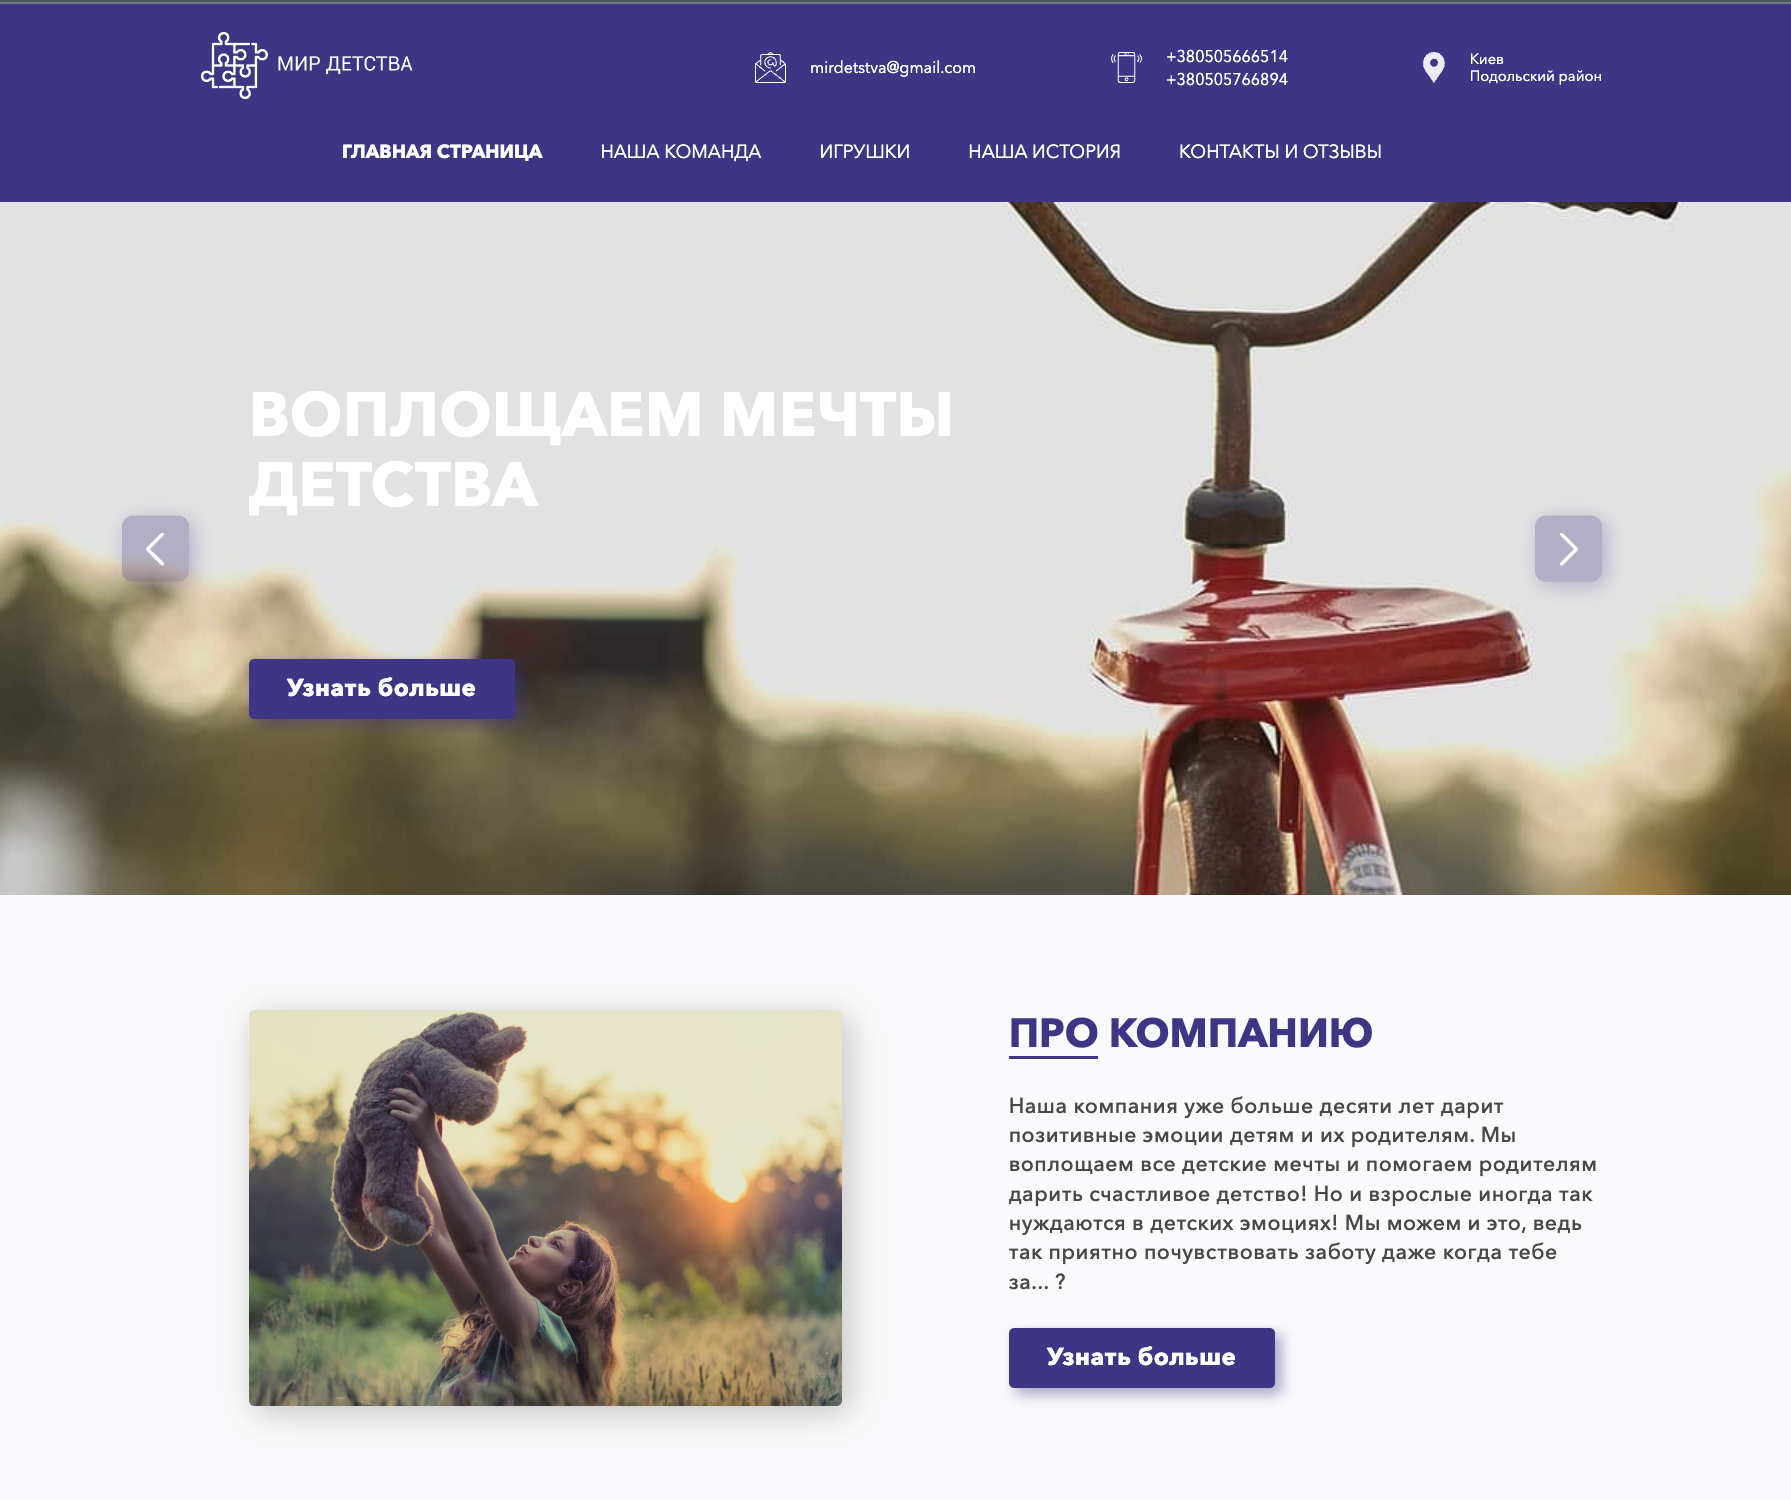 МИР ДЕТСТВА
mirdetstva@gmail.com
+380505666514
+380505766894
Киев
Подольский район
ГЛАВНАЯ СТРАНИЦА
НАША КОМАНДА
ИГРУШКИ
НАША ИСТОРИЯ
КОНТАКТЫ И ОТЗЫВЫ
ВОПЛОЩАЕМ МЕЧТЫ
ДЕТСТВА
Узнать больше
ПРО КОМПАНИЮ
Наша компания уже больше десяти лет дарит
позитивные эмоции детям и их родителям. Мы
воплощаем все детские мечты и помогаем родителям
дарить счастливое детство! Но и взрослые иногда так
нуждаются в детских эмоциях! Мы можем и это, ведь
так приятно почувствовать заботу даже когда тебе
за... ?
Узнать больше